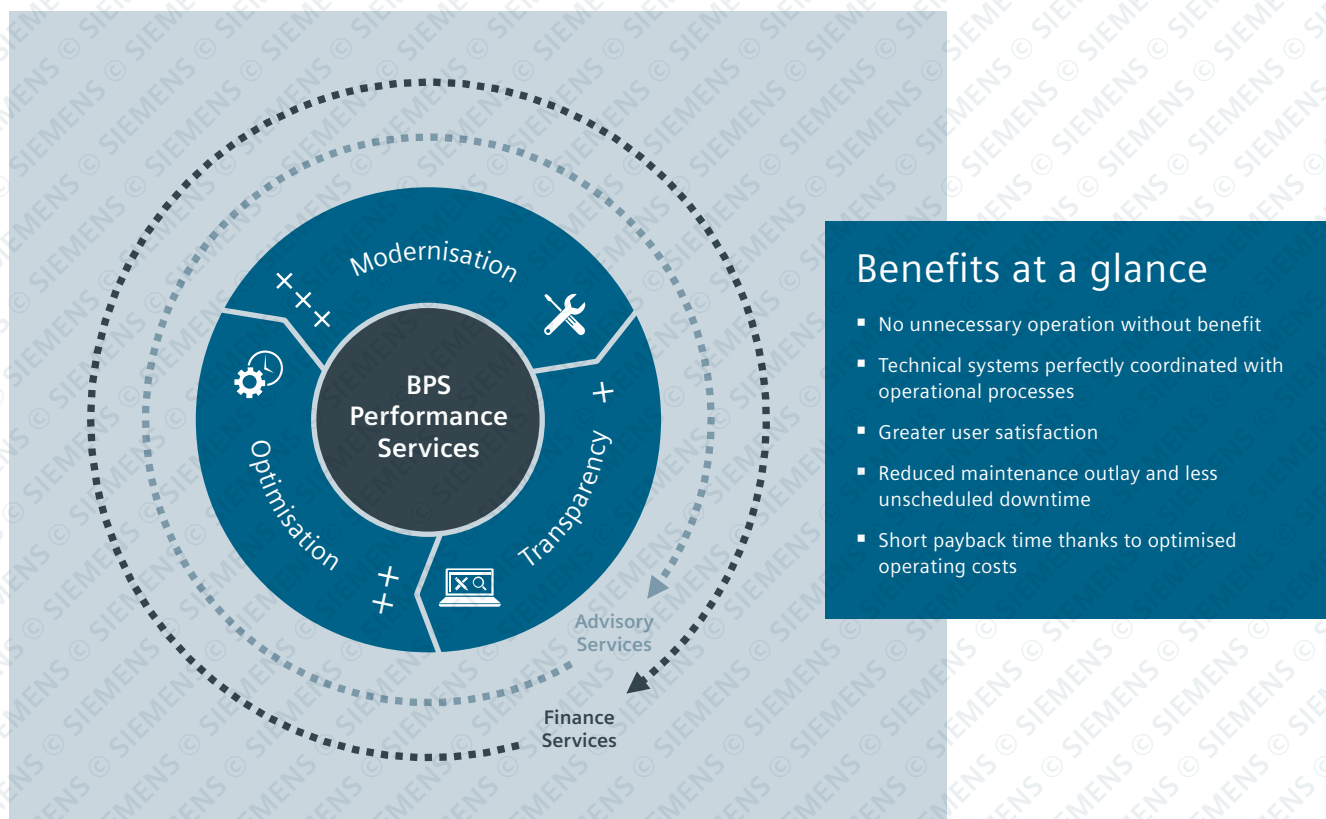 Modernisation
BPS
Performance
Services
Optimisation
Transparency
Advisory
Services
Finance
Services
Benefits at a glance
▪ No unnecessary operation without benefit
▪ Technical systems perfectly coordinated with
operational processes
▪ Greater user satisfaction
▪ Reduced maintenance outlay and less
unscheduled downtime
▪ Short payback time thanks to optimised
operating costs
© SIEMENS